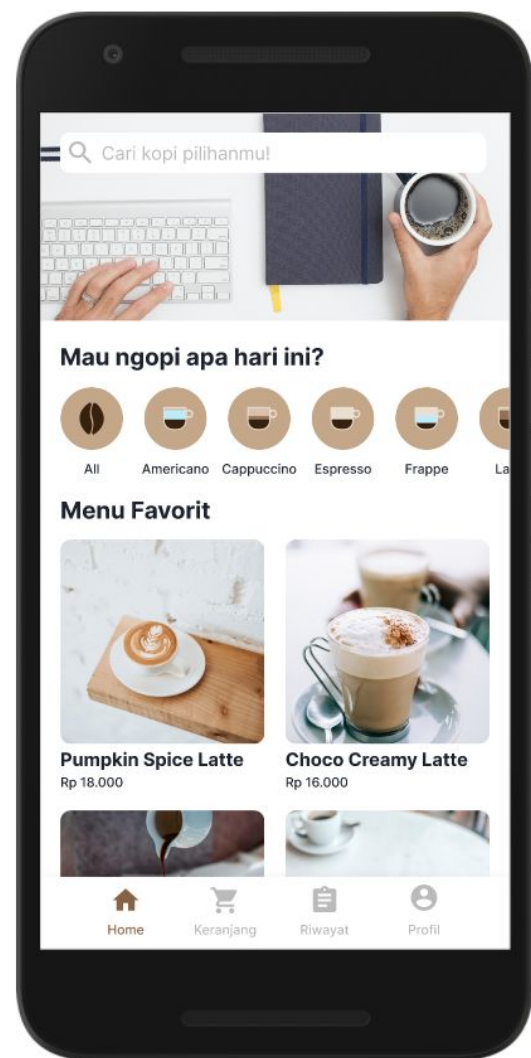 Cari kopi pilihanmu!
Mau ngopi apa hari ini?
All Americano Cappuccino Espresso Frappe La
Menu Favorit
Pumpkin Spice Latte Choco Creamy Latte
Rp 18.000 Rp 16.000
Home Keranjang Riwayat Profil